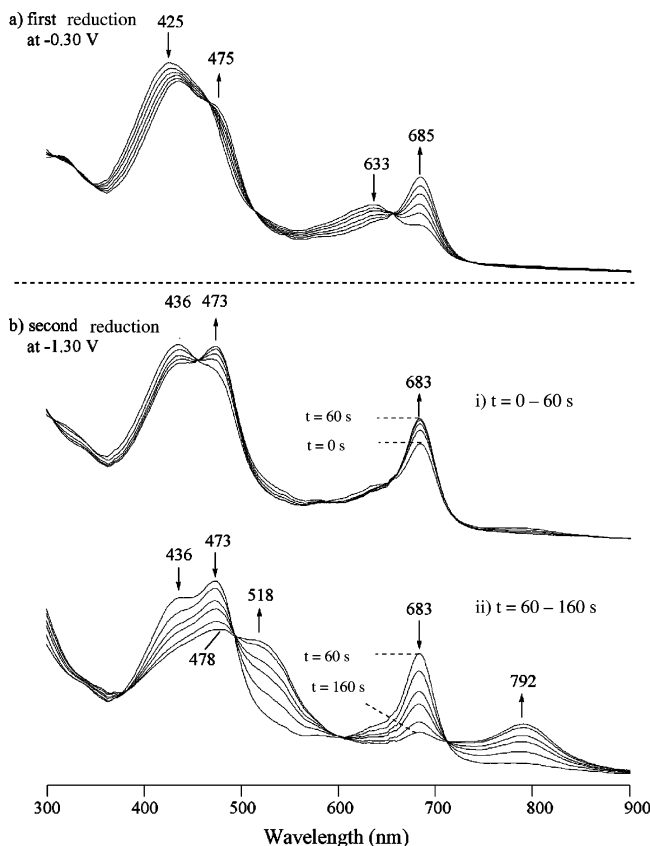 a) first reduction
at -0.30 V
425
475
633
685
b) second reduction
at -1.30 V
436
473
683
t = 60 s
t = 0 s
i) t = 0 – 60 s
436
473
518
478
683
t = 60 s
t = 160 s
792
ii) t = 60 – 160 s
300 400 500 600 700 800 900
Wavelength (nm)